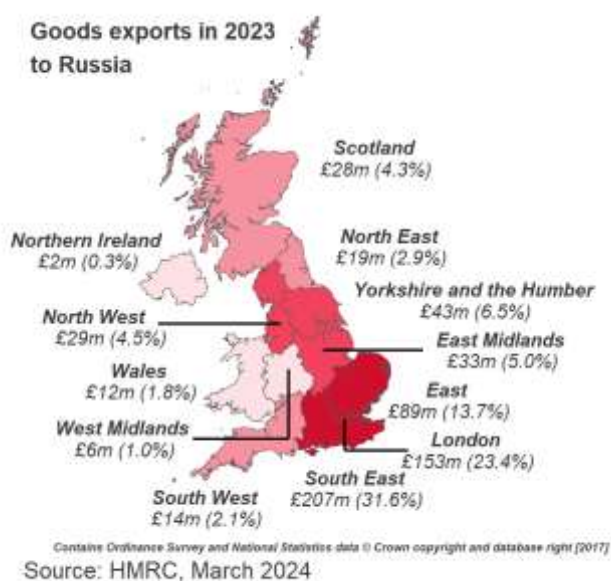 Goods exports in 2023
to Russia
Scotland
£28m (4.3%)
Northern Ireland
£2m (0.3%)
North East
£19m (2.9%)
Yorkshire and the Humber
£43m (6.5%)
North West
£29m (4.5%)
East Midlands
£33m (5.0%)
Wales
£12m (1.8%)
East
£89m (13.7%)
West Midlands
£6m (1.0%)
London
£153m (23.4%)
South East
£207m (31.6%)
South West
£14m (2.1%)
Contains Ordinance Survey and National Statistics data © Crown copyright and database right [2017]
Source: HMRC, March 2024